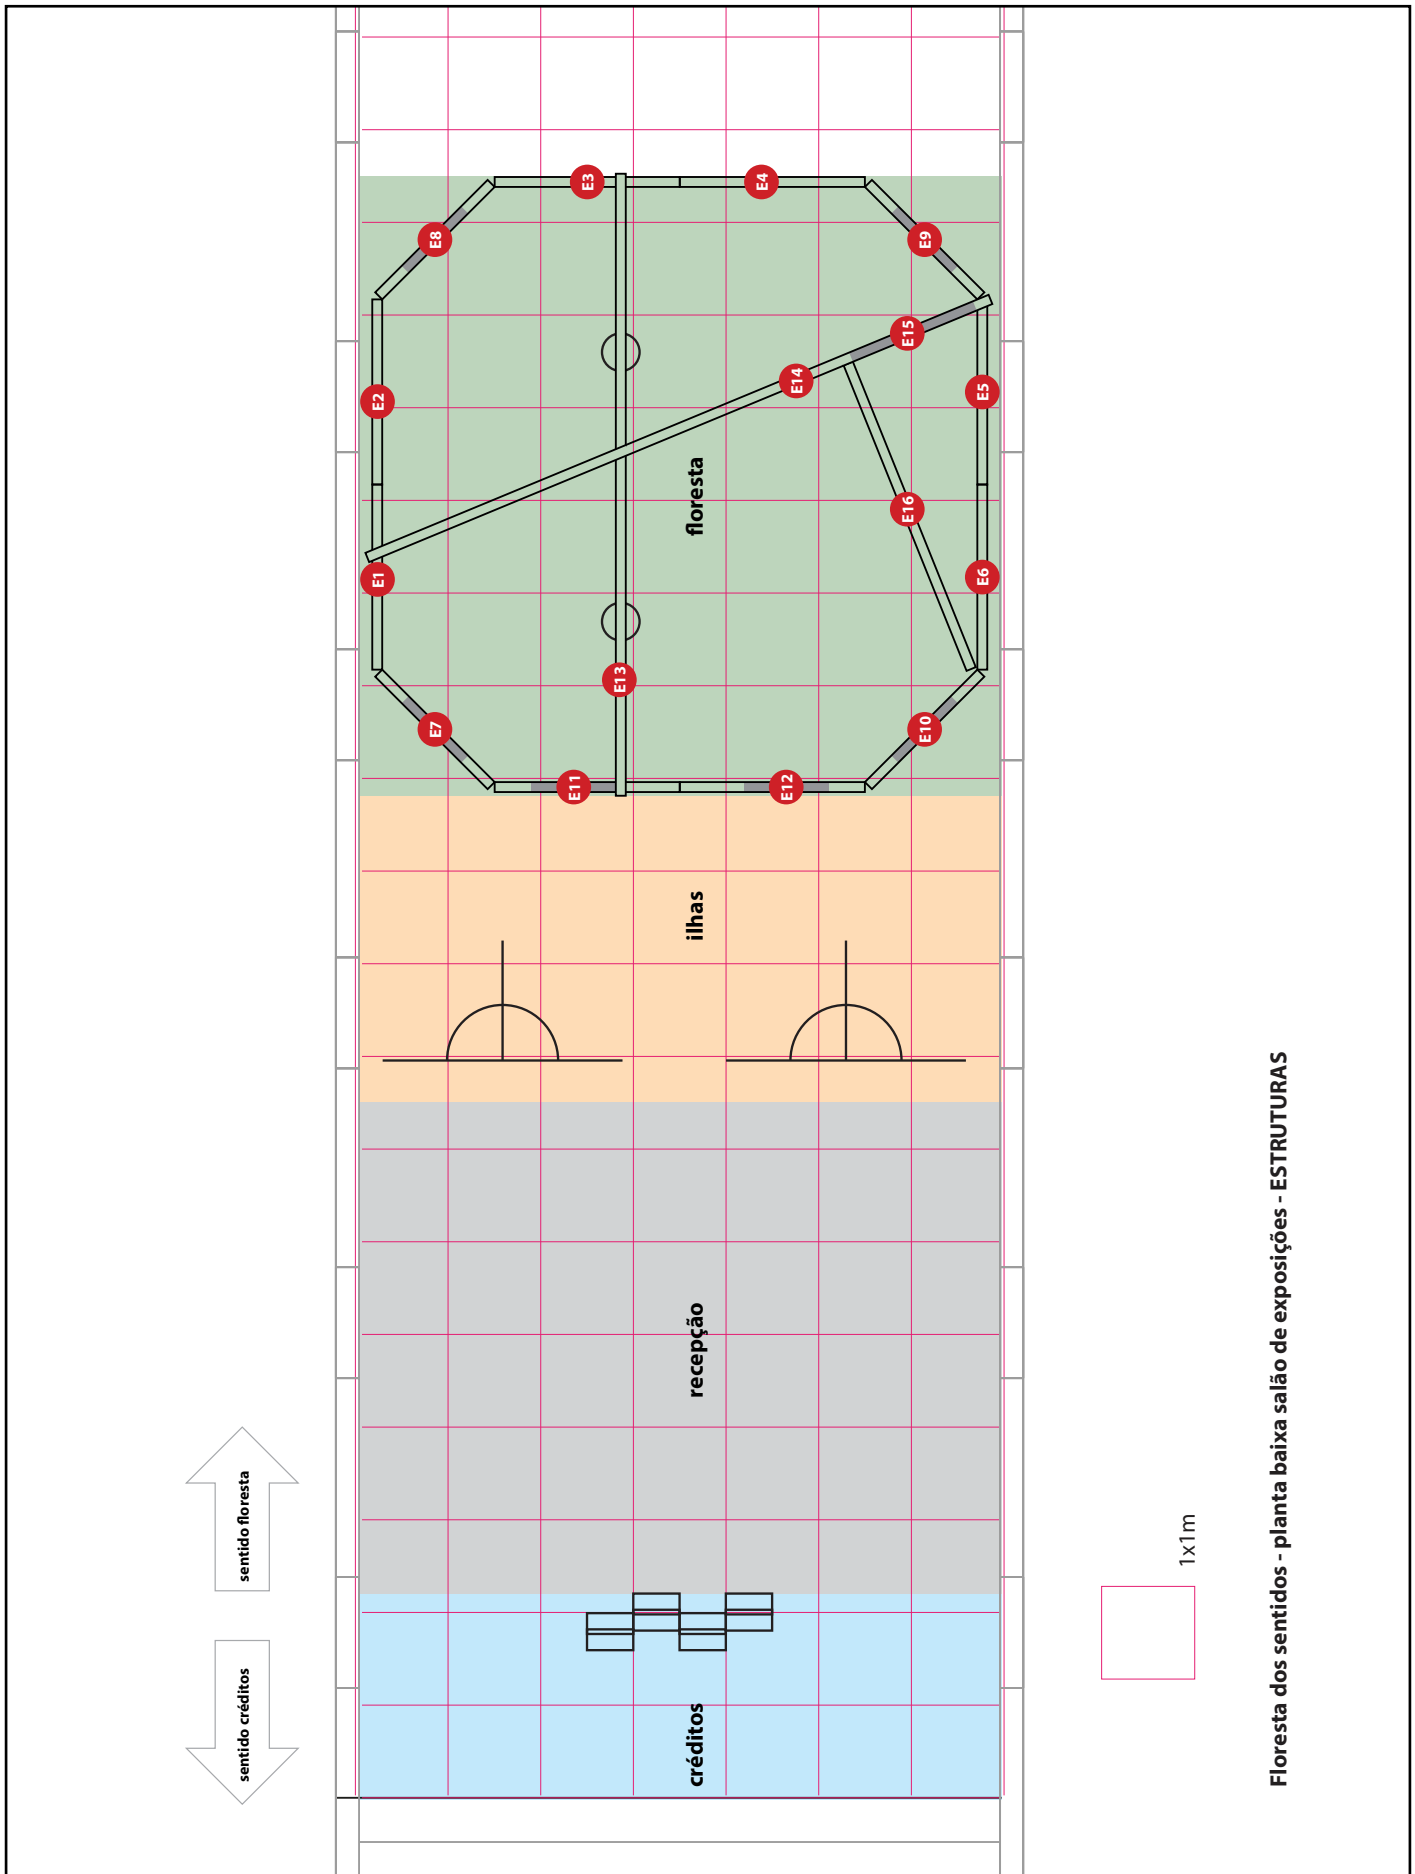 E3
E4
E8
E9
E15
E14
E2
E5
floresta
E16
E1
E6
E13
E7
E10
E11
E12
ilhas
recepção
sentido floresta
sentido créditos
créditos
1x1m
Floresta dos sentidos - planta baixa salão de exposições - ESTRUTURAS